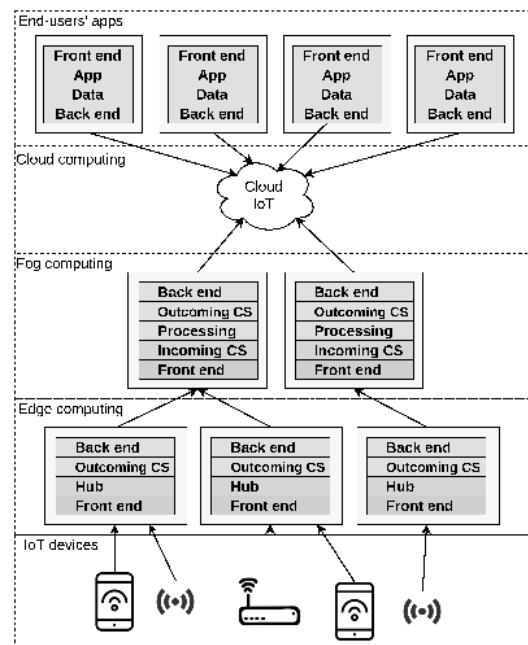 End-users' apps
Front end
App
Data
Back end
Front end
App
Data
Back end
Front end
App
Data
Back end
Front end
App
Data
Back end
Cloud computing
Cloud
IoT
Fog computing
Back end
Outcoming CS
Processing
Incoming CS
Front end
Back end
Outcoming CS
Processing
Incoming CS
Front end
Edge computing
Back end
Outcoming CS
Hub
Front end
Back end
Outcoming CS
Hub
Front end
Back end
Outcoming CS
Hub
Front end
IoT devices